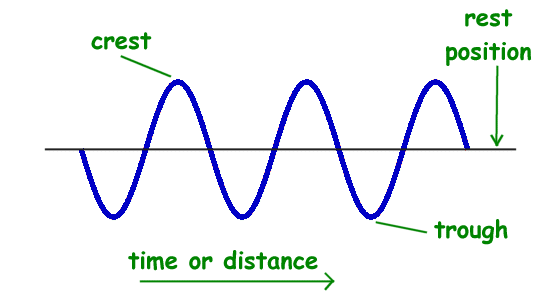 rest
position
crest
trough
time or distance